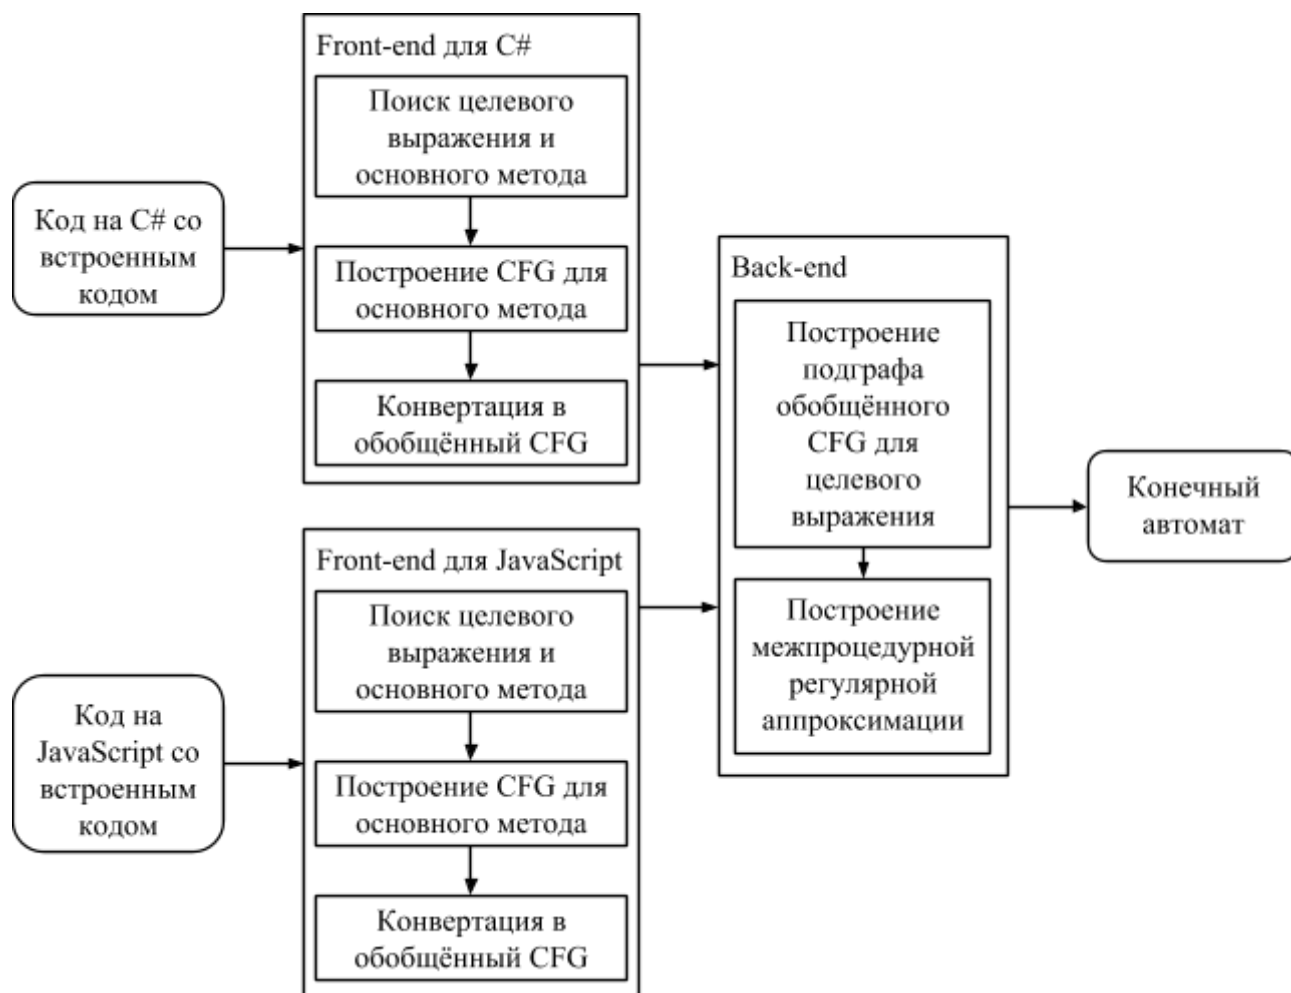 Front-end для C#
Поиск целевого
выражения и
основного метода
Код на C# со
встроенным
кодом
Построение CFG для
основного метода
Конвертация в
обобщённый CFG
Back-end
Построение
подграфа
обобщённого
CFG для
целевого
выражения
Построение
межпроцедурной
регулярной
аппроксимации
Конечный
автомат
Front-end для JavaScript
Поиск целевого
выражения и
основного метода
Код на
JavaScript со
встроенным
кодом
Построение CFG для
основного метода
Конвертация в
обобщённый CFG